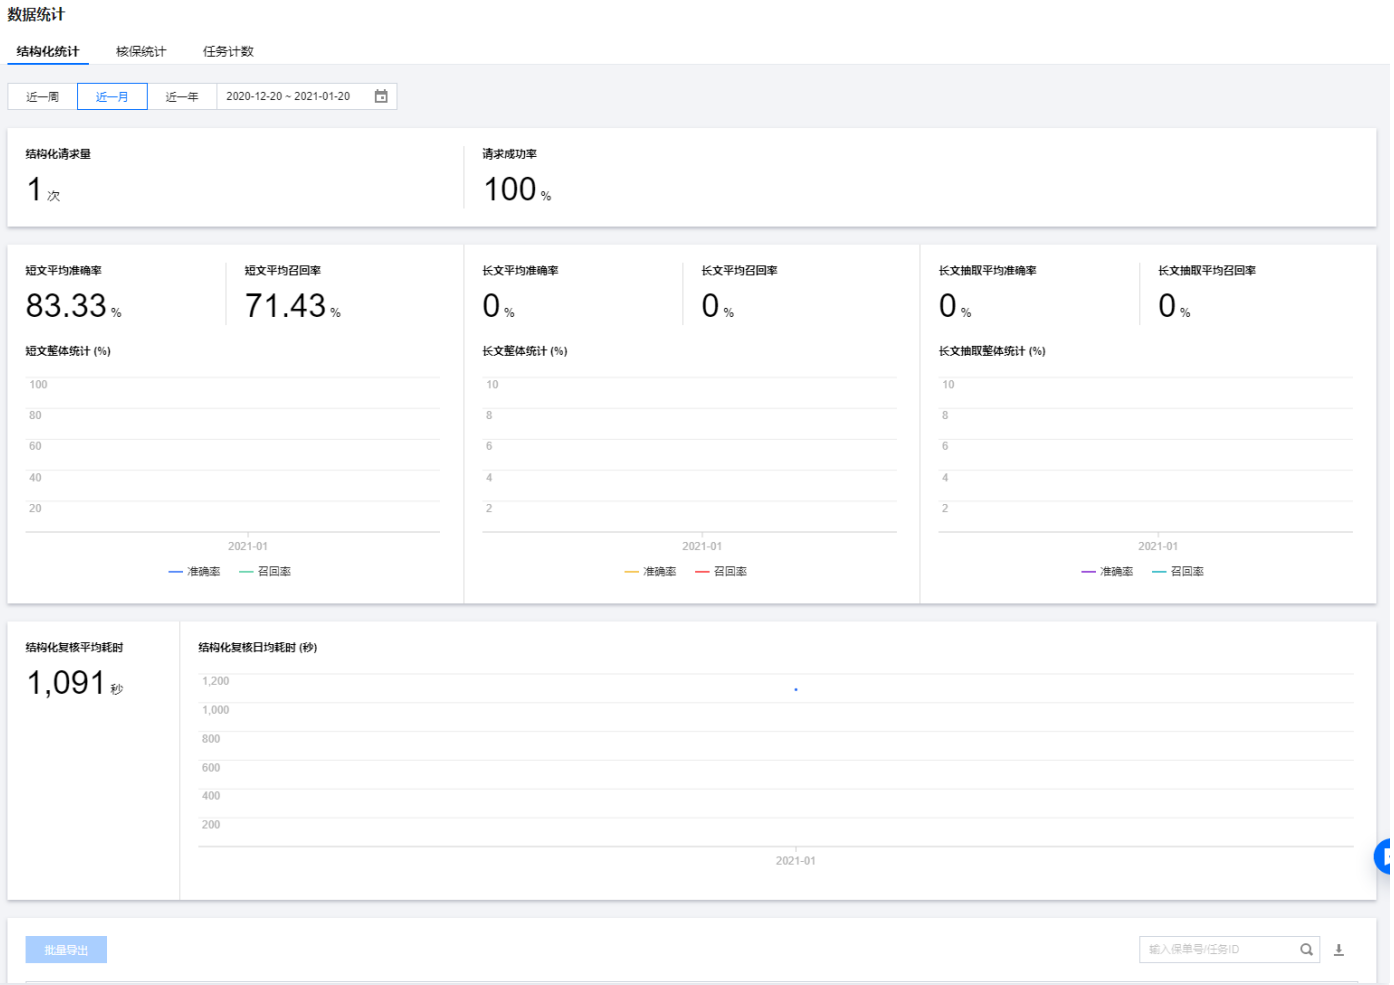 数据统计
结构化统计 核保统计 任务计数
近一周 近一月 近一年 2020-12-20 ~ 2021-01-20
结构化请求量 请求成功率
1 次 100 %
短文平均准确率 短文平均召回率 长文平均准确率 长文平均召回率 长文抽取平均准确率 长文抽取平均召回率
83.33 % 71.43 % 0 % 0 % 0 % 0 %
短文整体统计 (%) 长文整体统计 (%) 长文抽取整体统计 (%)
100 10 10
80 8 8
60 6 6
40 4 4
20 2 2
2021-01 2021-01 2021-01
准确率 召回率 准确率 召回率 准确率 召回率
结构化复核平均耗时 结构化复核日均耗时 (秒)
1,091 秒
1,200
1,000
800
600
400
200
2021-01
批量导出 输入保单号/任务ID